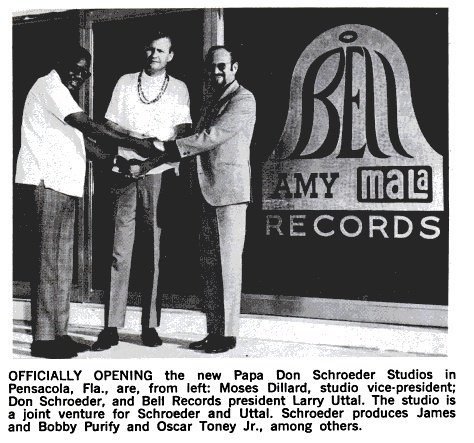 BEll
AMY mala
RECORDS
OFFICIALLY OPENING the new Papa Don Schroeder Studios in
Pensacola, Fla., are, from left: Moses Dillard, studio vice-president;
Don Schroeder, and Bell Records president Larry Uttal. The studio is
a joint venture for Schroeder and Uttal. Schroeder produces James
and Bobby Purify and Oscar Toney Jr., among others.